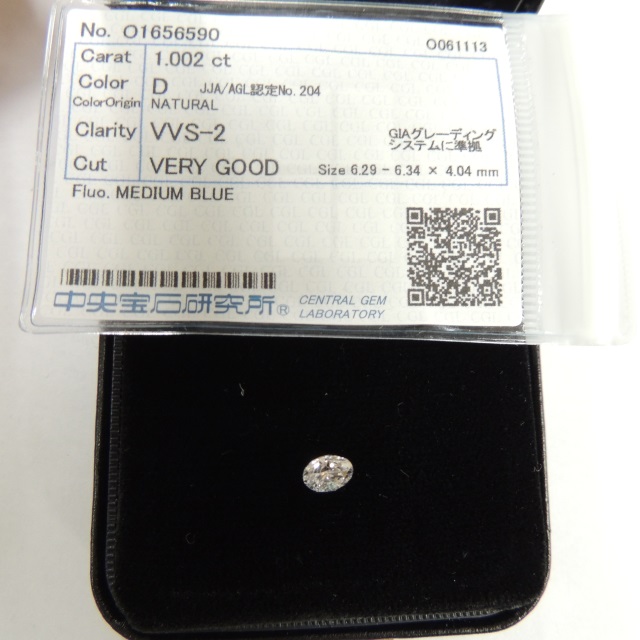 No. O1656590
O061113
Carat 1.002 ct
Color D JJA/AGL認定No.204
ColorOrigin NATURAL
Clarity VVS-2 GIAグレーディング
システムに準拠
Cut VERY GOOD Size 6.29 - 6.34 × 4.04 mm
Fluo. MEDIUM BLUE
中央宝石研究所® CENTRAL GEM
LABORATORY